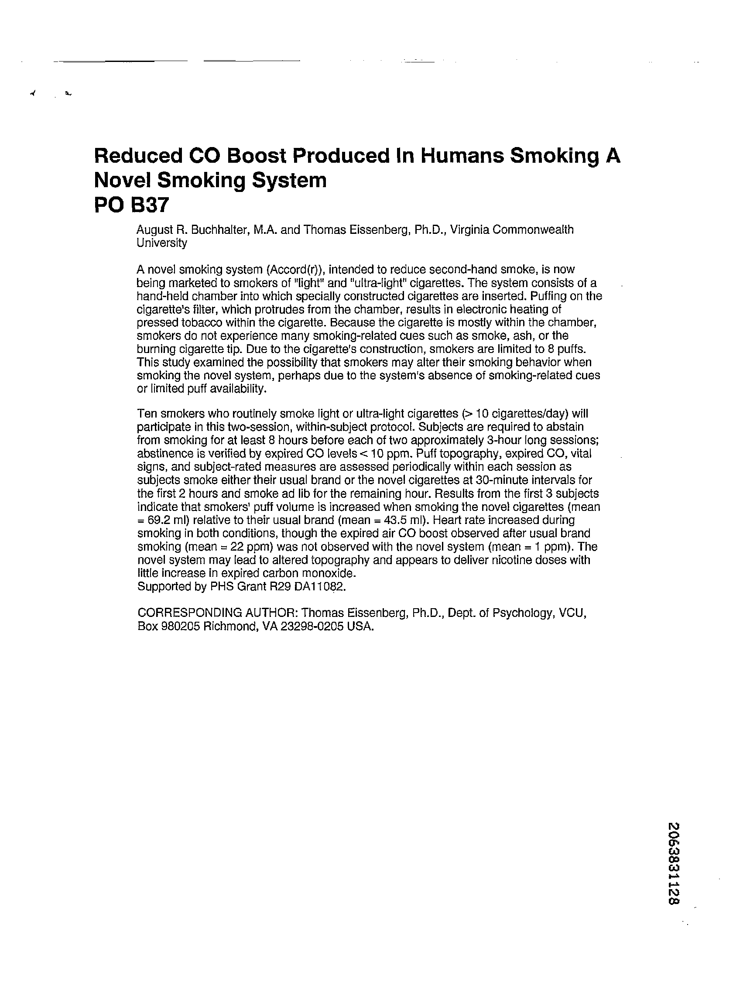 Reduced CO Boost Produced In Humans Smoking A
Novel Smoking System
PO B37
August R. Buchhalter, M.A. and Thomas Eissenberg, Ph.D., Virginia Commonwealth
University
A novel smoking system (Accord(r)), intended to reduce second-hand smoke, is now
being marketed to smokers of "light" and "ultra-light" cigarettes. The system consists of a
hand-held chamber into which specially constructed cigarettes are inserted. Puffing on the
cigarette's filter, which protrudes from the chamber, results in electronic heating of
pressed tobacco within the cigarette. Because the cigarette is mostly within the chamber,
smokers do not experience many smoking-related cues such as smoke, ash, or the
burning cigarette tip. Due to the cigarette's construction, smokers are limited to 8 puffs.
This study examined the possibility that smokers may alter their smoking behavior when
smoking the novel system, perhaps due to the system's absence of smoking-related cues
or limited puff availability.
Ten smokers who routinely smoke light or ultra-light cigarettes (> 10 cigarettes/day) will
participate in this two-session, within-subject protocol. Subjects are required to abstain
from smoking for at least 8 hours before each of two approximately 3-hour long sessions;
abstinence is verified by expired CO levels < 10 ppm. Puff topography, expired CO, vital
signs, and subject-rated measures are assessed periodically within each session as
subjects smoke either their usual brand or the novel cigarettes at 30-minute intervals for
the first 2 hours and smoke ad lib for the remaining hour. Results from the first 3 subjects
indicate that smokers' puff volume is increased when smoking the novel cigarettes (mean
= 69.2 ml) relative to their usual brand (mean = 43.5 ml). Heart rate increased during
smoking in both conditions, though the expired air CO boost observed after usual brand
smoking (mean = 22 ppm) was not observed with the novel system (mean = 1 ppm). The
novel system may lead to altered topography and appears to deliver nicotine doses with
little increase in expired carbon monoxide.
Supported by PHS Grant R29 DA11082.
CORRESPONDING AUTHOR: Thomas Eissenberg, Ph.D., Dept. of Psychology, VCU,
Box 980205 Richmond, VA 23298-0205 USA.
2063831128